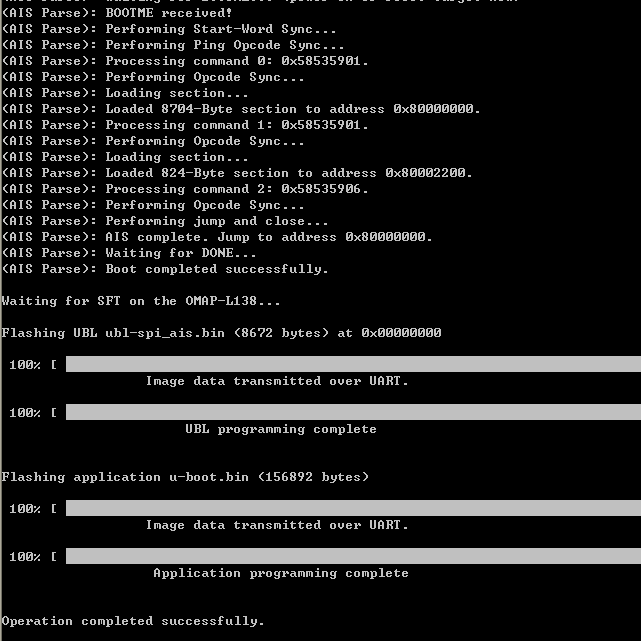 (AIS Parse): BOOTME received!
(AIS Parse): Performing Start-Word Sync...
(AIS Parse): Performing Ping Opcode Sync...
(AIS Parse): Processing command 0: 0x58535901.
(AIS Parse): Performing Opcode Sync...
(AIS Parse): Loading section...
(AIS Parse): Loaded 8704-Byte section to address 0x80000000.
(AIS Parse): Processing command 1: 0x58535901.
(AIS Parse): Performing Opcode Sync...
(AIS Parse): Loading section...
(AIS Parse): Loaded 824-Byte section to address 0x80002200.
(AIS Parse): Processing command 2: 0x58535906.
(AIS Parse): Performing Opcode Sync...
(AIS Parse): Performing jump and close...
(AIS Parse): AIS complete. Jump to address 0x80000000.
(AIS Parse): Waiting for DONE...
(AIS Parse): Boot completed successfully.
Waiting for SFT on the OMAP-L138...
Flashing UBL ubl-spi_ais.bin (8672 bytes) at 0x00000000
100% [
Image data transmitted over UART.
100% [
UBL programming complete
Flashing application u-boot.bin (156892 bytes)
100% [
Image data transmitted over UART.
100% [
Application programming complete
Operation completed successfully.